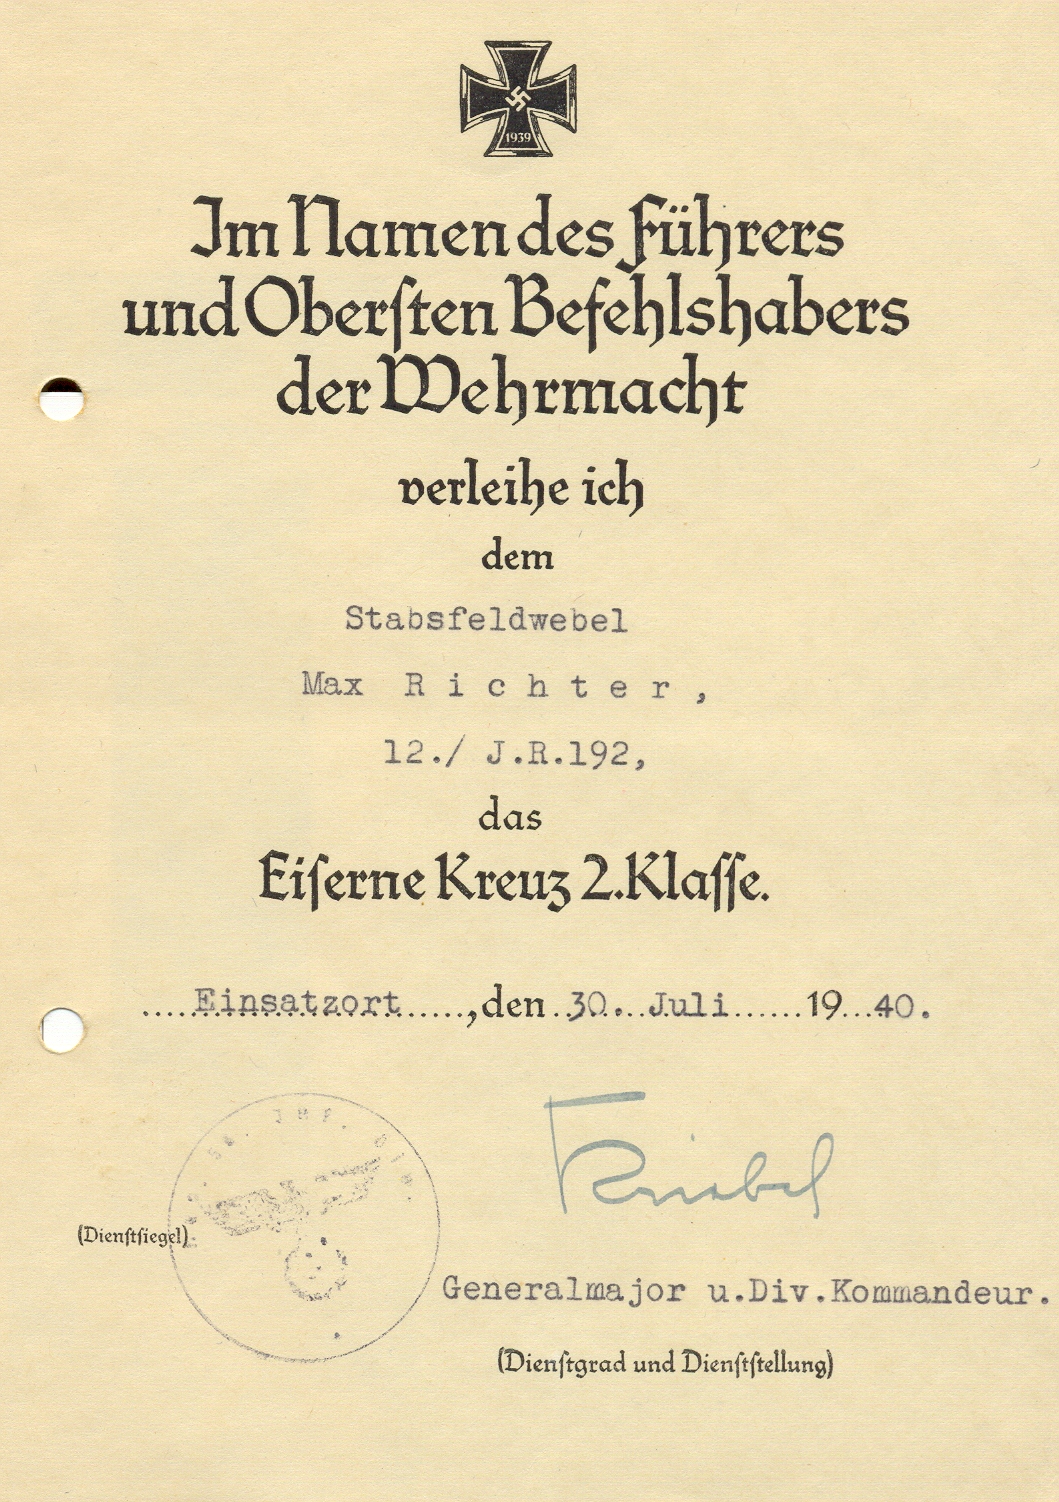 1939
Im Namen des Führers
und Oberſten Befehlshabers
der Wehrmacht
verleihe ich
dem
Stabsfeldwebel
Max R i c h t e r ,
12./ J.R.192,
das
Eiſerne Kreuz 2.Klaſſe.
.....Einsatzort......,den..30...Juli......19...40.
Kriebel
(Dienſtſiegel)
Generalmajor u.Div.Kommandeur.
(Dienſtgrad und Dienſtſtellung)